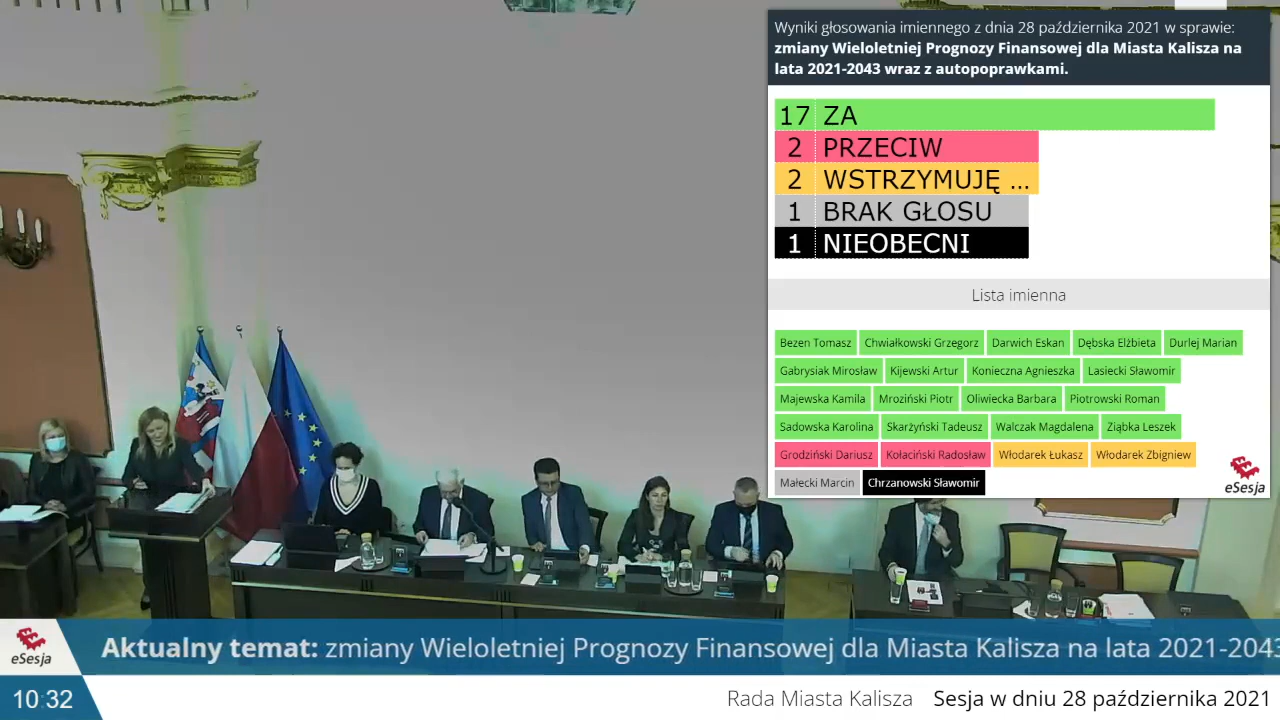 Wyniki głosowania imiennego z dnia 28 października 2021 w sprawie:
zmiany Wieloletniej Prognozy Finansowej dla Miasta Kalisza na
lata 2021-2043 wraz z autopoprawkami.
17 ZA
2 PRZECIW
2 WSTRZYMUJĘ ...
1 BRAK GŁOSU
1 NIEOBECNI
Lista imienna
Bezen Tomasz Chwiałkowski Grzegorz Darwich Eskan Dębska Elżbieta Durlej Marian
Gabrysiak Mirosław Kijewski Artur Konieczna Agnieszka Lasiecki Sławomir
Majewska Kamila Mroziński Piotr Oliwiecka Barbara Piotrowski Roman
Sadowska Karolina Skarżyński Tadeusz Walczak Magdalena Ziąbka Leszek
Grodziński Dariusz Kołaciński Radosław Włodarek Łukasz Włodarek Zbigniew
Małecki Marcin Chrzanowski Sławomir
eSesja
eSesja
Aktualny temat: zmiany Wieloletniej Prognozy Finansowej dla Miasta Kalisza na lata 2021-2043
10:32
Rada Miasta Kalisza Sesja w dniu 28 października 2021